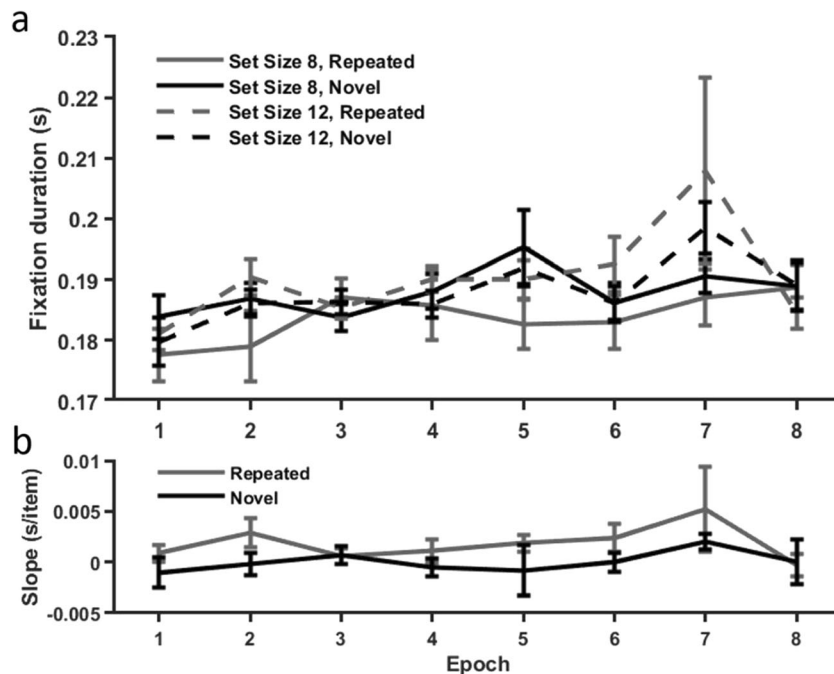 a
0.23
0.22
0.21
0.2
0.19
0.18
0.17
Fixation duration (s)
Set Size 8, Repeated
Set Size 8, Novel
Set Size 12, Repeated
Set Size 12, Novel
1 2 3 4 5 6 7 8
b
0.01
0.005
0
-0.005
Slope (s/item)
Repeated
Novel
1 2 3 4 5 6 7 8
Epoch